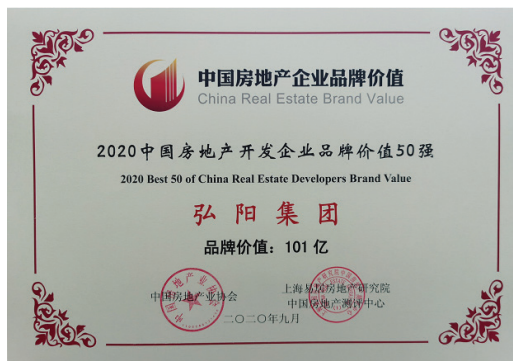 中国房地产企业品牌价值
China Real Estate Brand Value
2020中国房地产开发企业品牌价值50强
2020 Best 50 of China Real Estate Developers Brand Value
弘阳集团
品牌价值：101亿
中国房地产业协会
上海易居房地产研究院
中国房地产测评中心
二〇二〇年九月